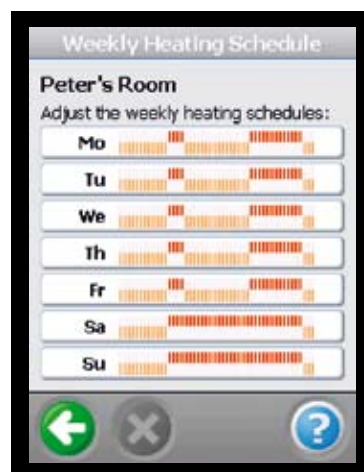 Weekly Heating Schedule
Peter's Room
Adjust the weekly heating schedules:
Mo
Tu
We
Th
Fr
Sa
Su
?